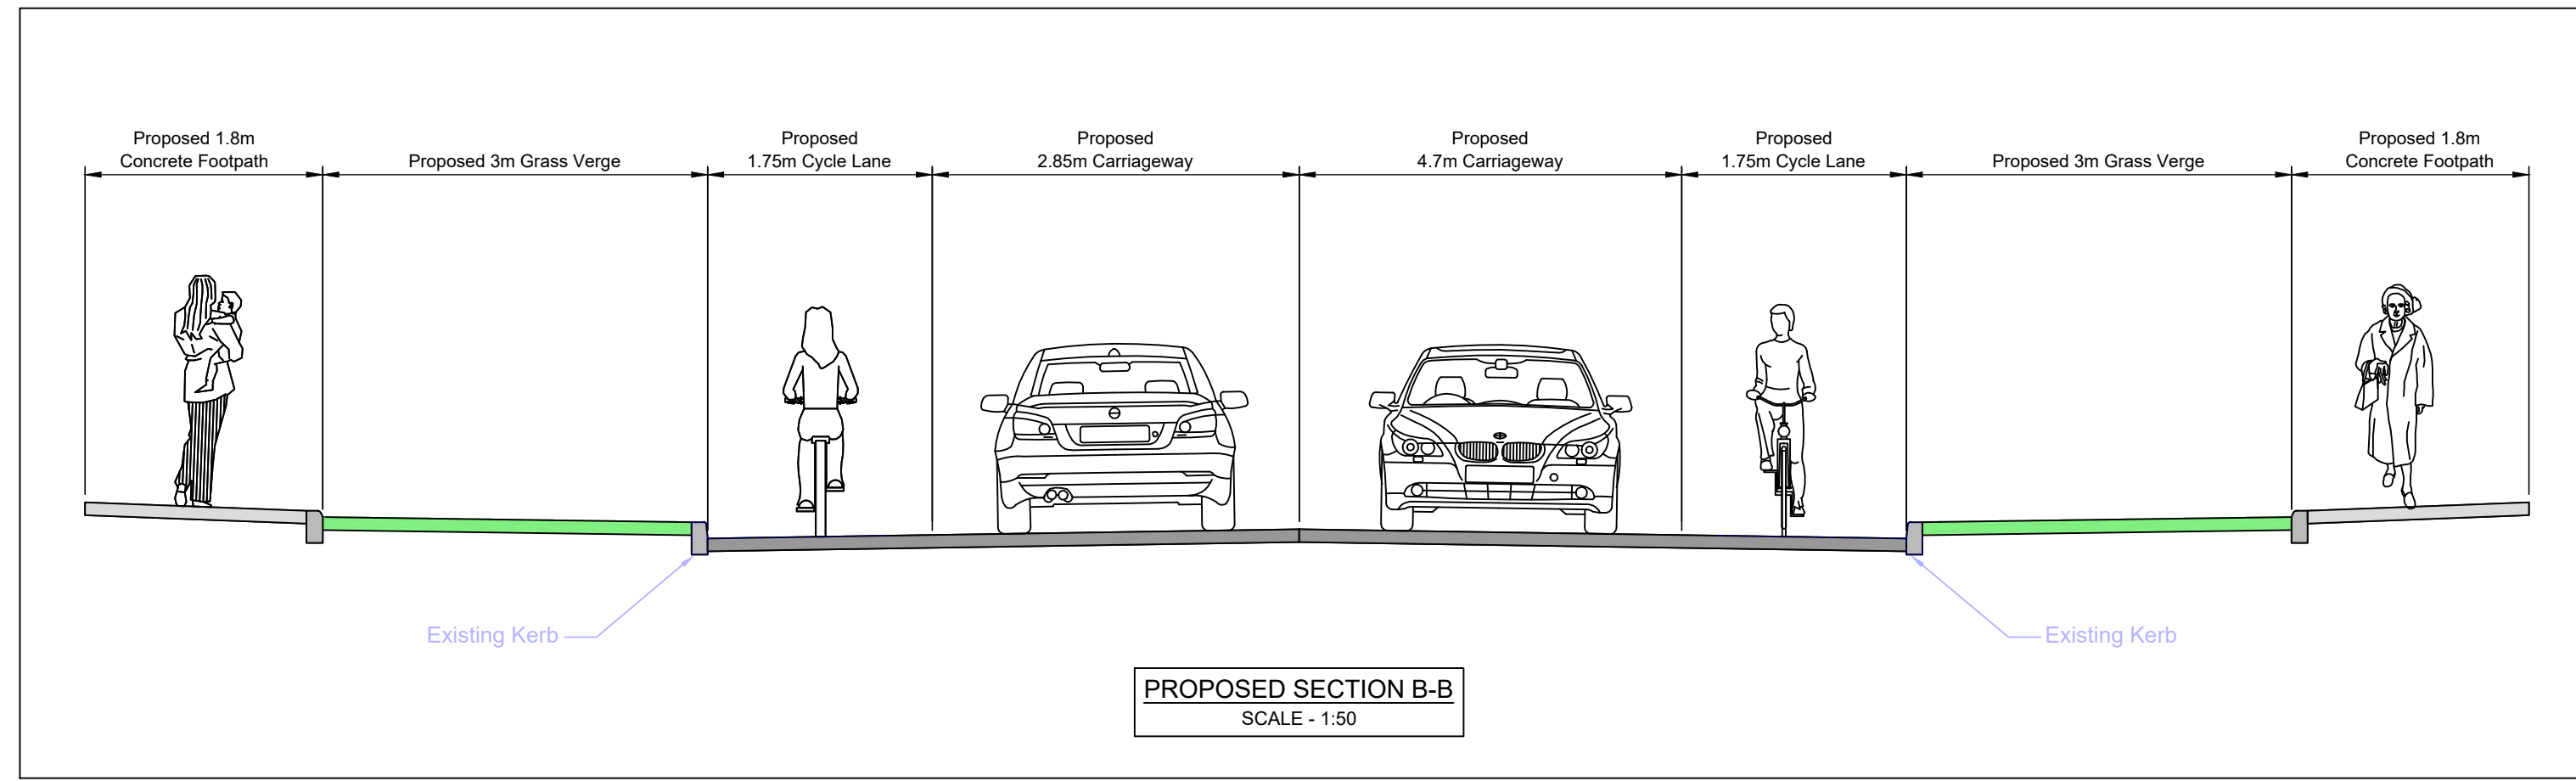 Proposed 1.8m
Concrete Footpath
Proposed 3m Grass Verge
Proposed
1.75m Cycle Lane
Proposed
2.85m Carriageway
Proposed
4.7m Carriageway
Proposed
1.75m Cycle Lane
Proposed 3m Grass Verge
Proposed 1.8m
Concrete Footpath
Existing Kerb
Existing Kerb
PROPOSED SECTION B-B
SCALE - 1:50